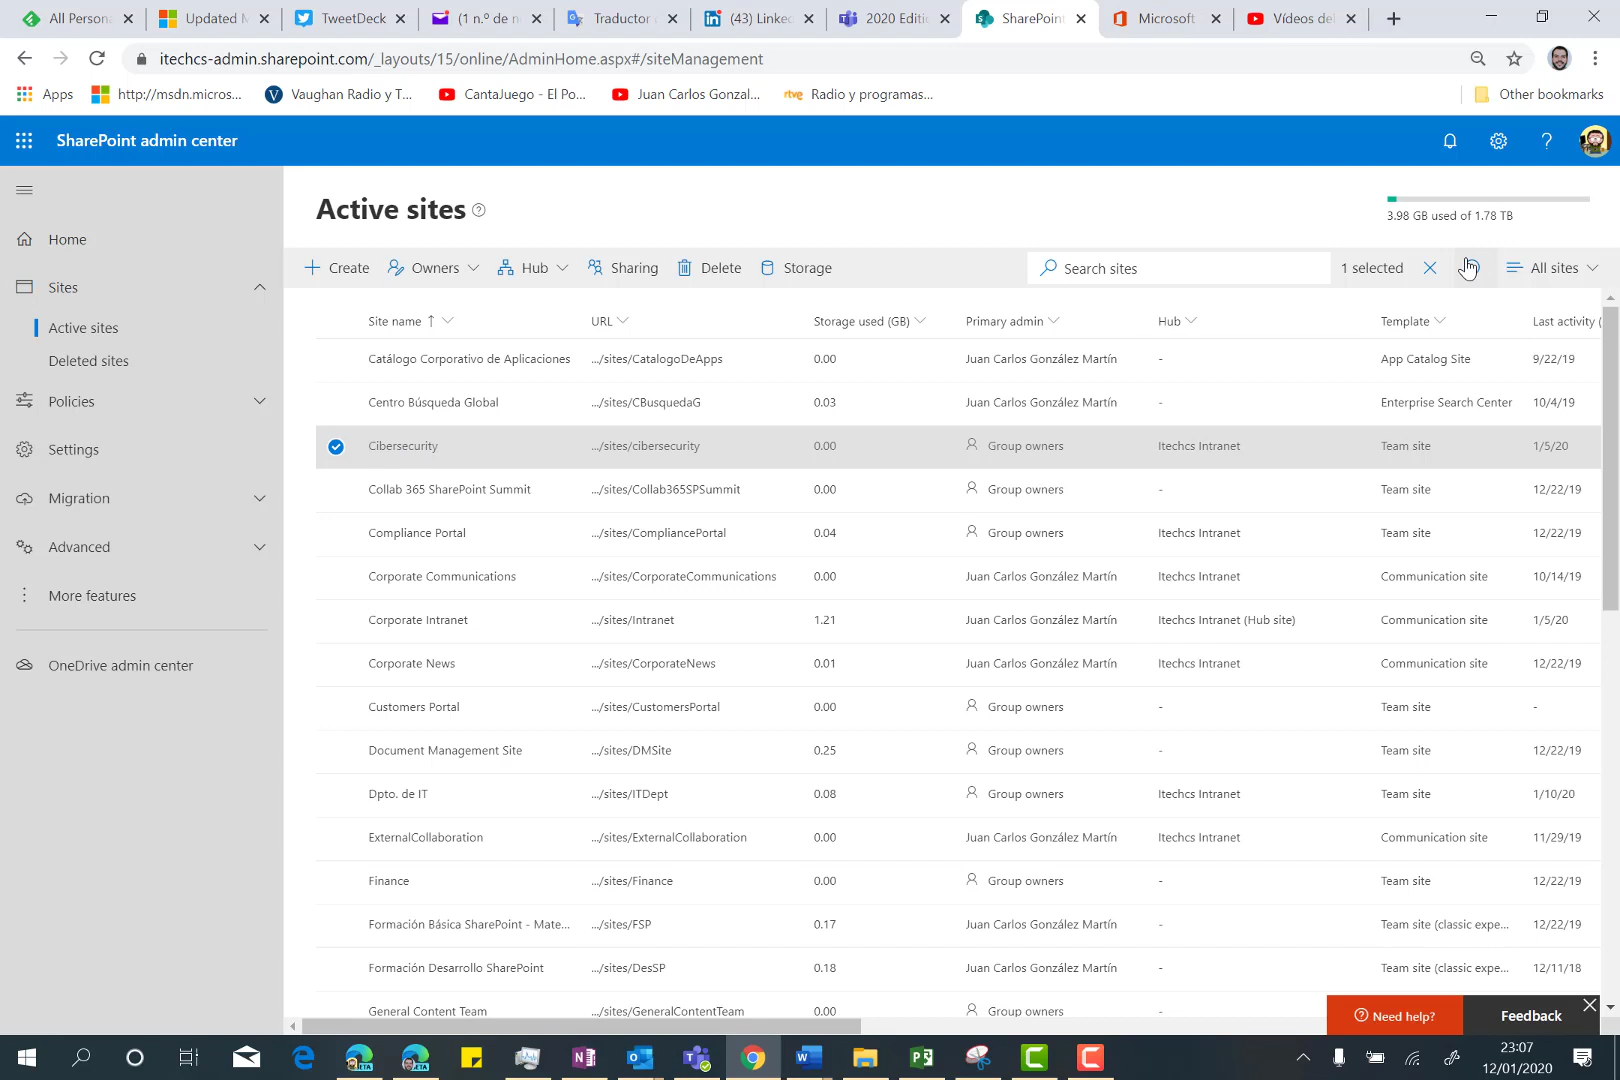 All Persona
Updated M
TweetDeck
(1 n.º de n
Traductor d
(43) Linked
2020 Editi
SharePoint
Microsoft
Vídeos del
itechcs-admin.sharepoint.com/_layouts/15/online/AdminHome.aspx#/siteManagement
Apps
http://msdn.micros...
Vaughan Radio y T...
CantaJuego - El Po...
Juan Carlos Gonzal...
rtve Radio y programas...
Other bookmarks
SharePoint admin center
Home
Sites
Active sites
Deleted sites
Policies
Settings
Migration
Advanced
More features
OneDrive admin center
Active sites
3.98 GB used of 1.78 TB
Create Owners Hub Sharing Delete Storage Search sites 1 selected All sites
Site name URL Storage used (GB) Primary admin Hub Template Last activity (
Catálogo Corporativo de Aplicaciones .../sites/CatalogoDeApps 0.00 Juan Carlos González Martín - App Catalog Site 9/22/19
Centro Búsqueda Global .../sites/CBusquedaG 0.03 Juan Carlos González Martín - Enterprise Search Center 10/4/19
Cibersecurity .../sites/cibersecurity 0.00 Group owners Itechcs Intranet Team site 1/5/20
Collab 365 SharePoint Summit .../sites/Collab365SPSummit 0.00 Group owners - Team site 12/22/19
Compliance Portal .../sites/CompliancePortal 0.04 Group owners Itechcs Intranet Team site 12/22/19
Corporate Communications .../sites/CorporateCommunications 0.00 Juan Carlos González Martín Itechcs Intranet Communication site 10/14/19
Corporate Intranet .../sites/Intranet 1.21 Juan Carlos González Martín Itechcs Intranet (Hub site) Communication site 1/5/20
Corporate News .../sites/CorporateNews 0.01 Juan Carlos González Martín Itechcs Intranet Communication site 12/22/19
Customers Portal .../sites/CustomersPortal 0.00 Group owners - Team site -
Document Management Site .../sites/DMSite 0.25 Group owners - Team site 12/22/19
Dpto. de IT .../sites/ITDept 0.08 Group owners Itechcs Intranet Team site 1/10/20
ExternalCollaboration .../sites/ExternalCollaboration 0.00 Juan Carlos González Martín Itechcs Intranet Communication site 11/29/19
Finance .../sites/Finance 0.00 Group owners - Team site 12/22/19
Formación Básica SharePoint - Mate... .../sites/FSP 0.17 Juan Carlos González Martín - Team site (classic expe... 12/22/19
Formación Desarrollo SharePoint .../sites/DesSP 0.18 Juan Carlos González Martín - Team site (classic expe... 12/11/18
General Content Team .../sites/GeneralContentTeam 0.00 Group owners
Need help?
Feedback
23:07
12/01/2020